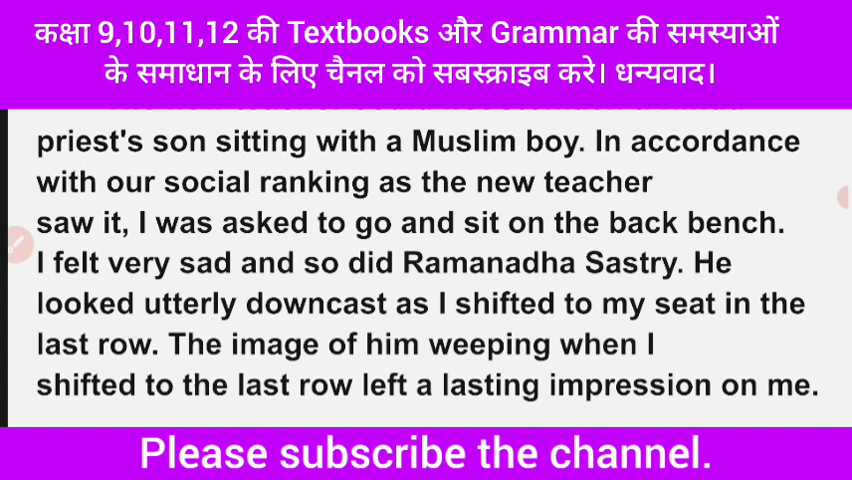 कक्षा 9,10,11,12 की Textbooks और Grammar की समस्याओं
के समाधान के लिए चैनल को सबस्क्राइब करे। धन्यवाद।
priest's son sitting with a Muslim boy. In accordance
with our social ranking as the new teacher
saw it, I was asked to go and sit on the back bench.
I felt very sad and so did Ramanadha Sastry. He
looked utterly downcast as I shifted to my seat in the
last row. The image of him weeping when I
shifted to the last row left a lasting impression on me.
Please subscribe the channel.